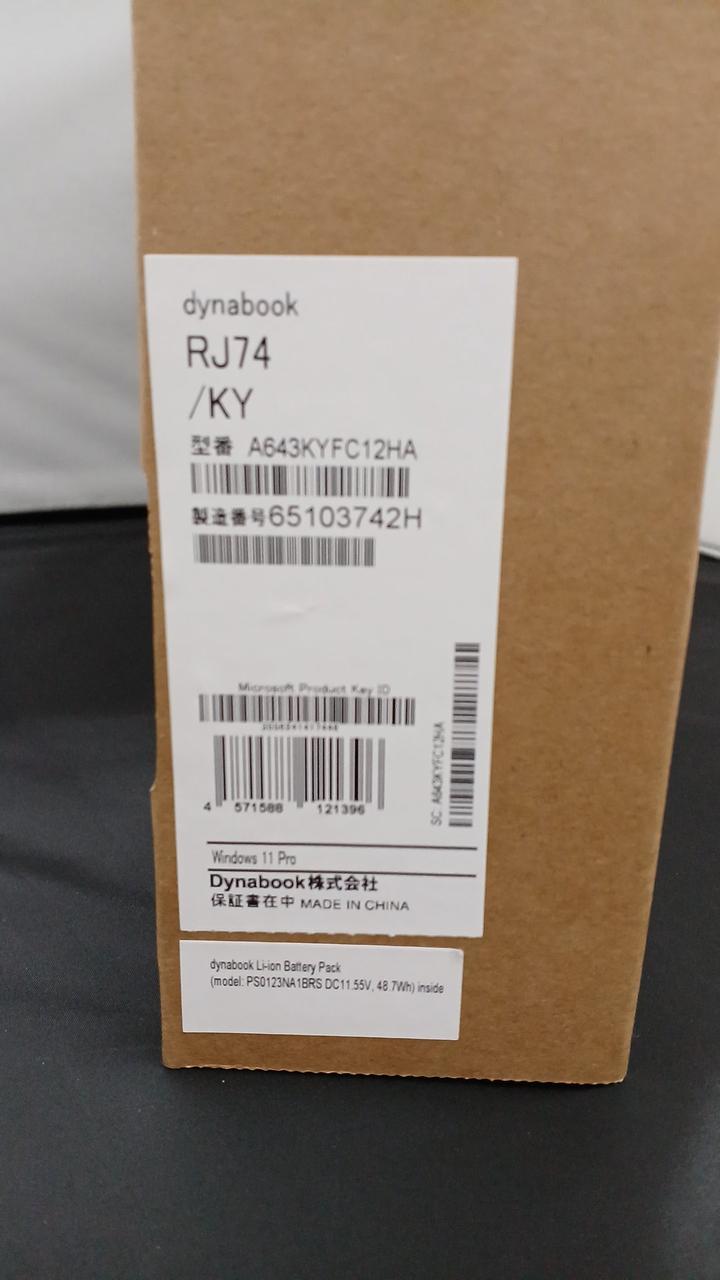 dynabook
RJ74
/KY
型番 A643KYFC12HA
製造番号65103742H
Microsoft Product Key ID
4 571588 121396
SC A643KYFC12HA
Windows 11 Pro
Dynabook株式会社
保証書在中 MADE IN CHINA
dynabook Li-ion Battery Pack
(model: PS0123NA1BRS DC11.55V, 48.7Wh) inside